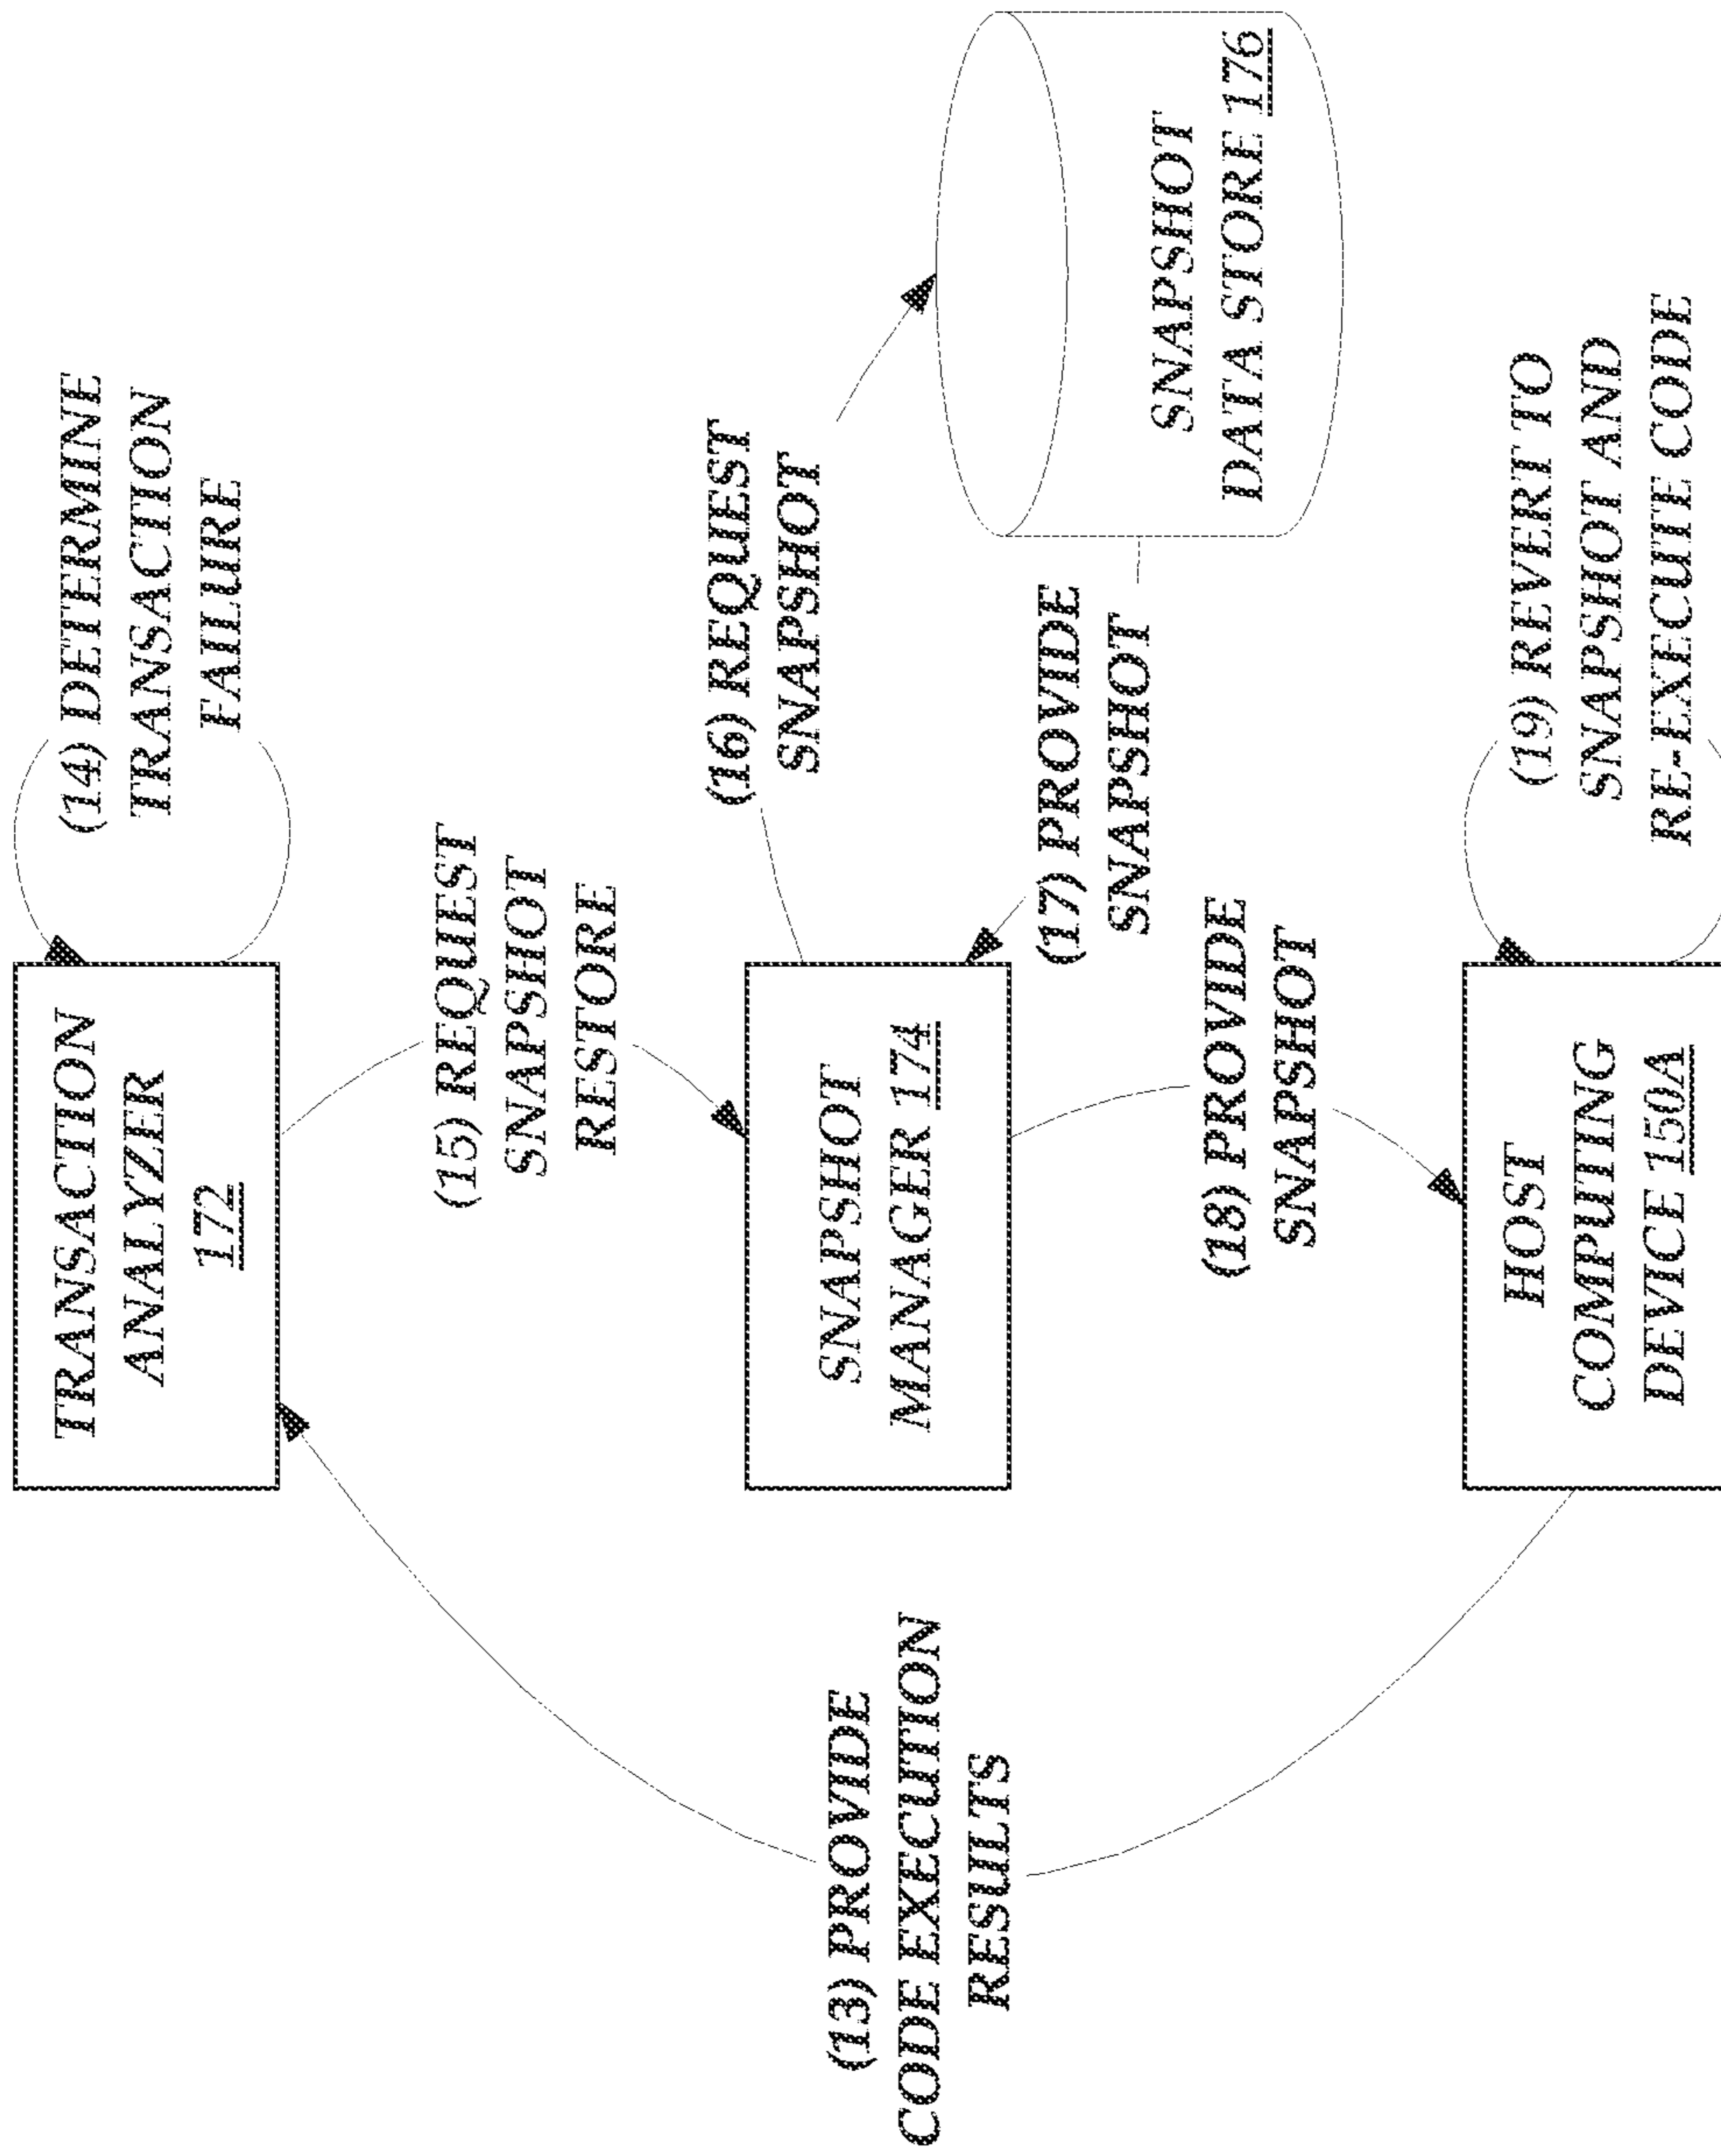 (13) PROVIDE
CODE EXECUTION
RESULTS
TRANSACTION
ANALYZER
172
(14) DETERMINE
TRANSACTION
FAILURE
(15) REQUEST
SNAPSHOT
RESTORE
SNAPSHOT
MANAGER 174
(16) REQUEST
SNAPSHOT
SNAPSHOT
DATA STORE 176
(17) PROVIDE
SNAPSHOT
(18) PROVIDE
SNAPSHOT
HOST
COMPUTING
DEVICE 150A
(19) REVERT TO
SNAPSHOT AND
RE-EXECUTE CODE